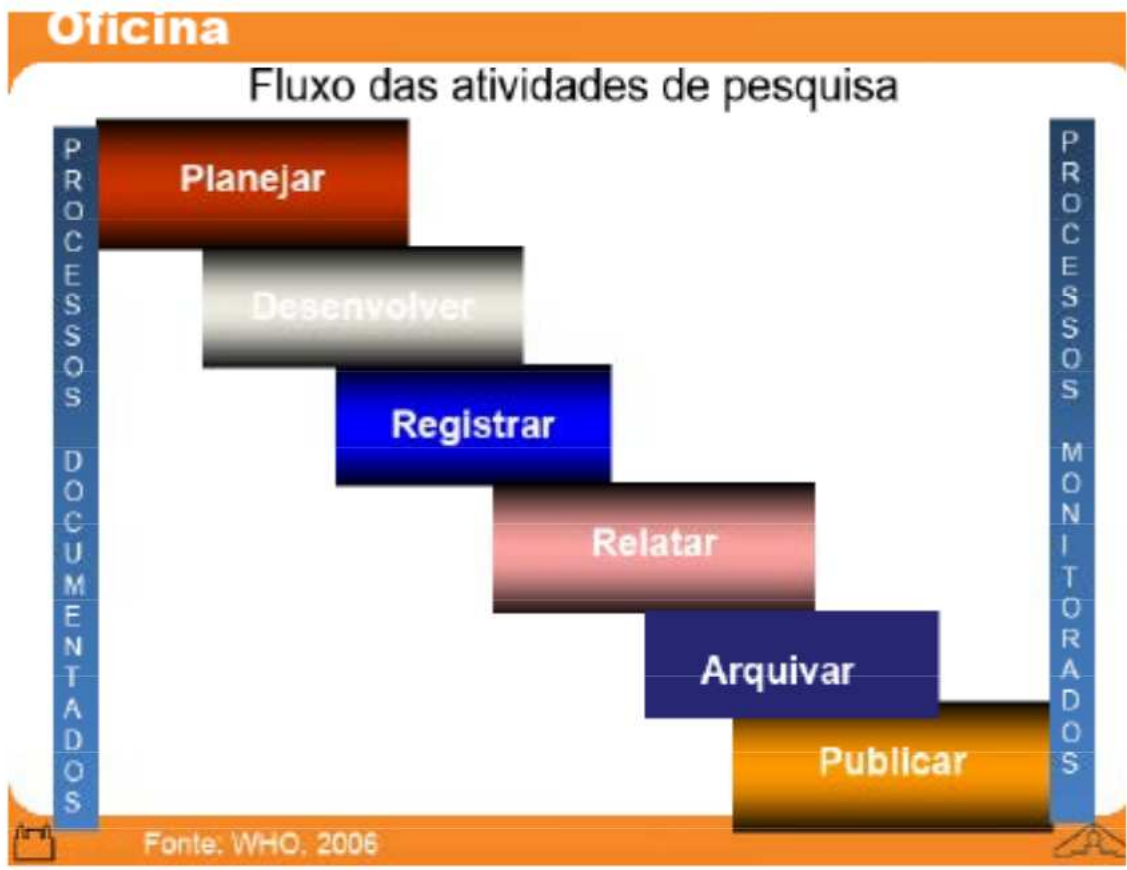 Oficina
Fluxo das atividades de pesquisa
PROCESSOS DOCUMENTADOS
Planejar
Desenvolver
Registrar
Relatar
Arquivar
Publicar
PROCESSOS MONITORADOS
Fonte: WHO, 2006